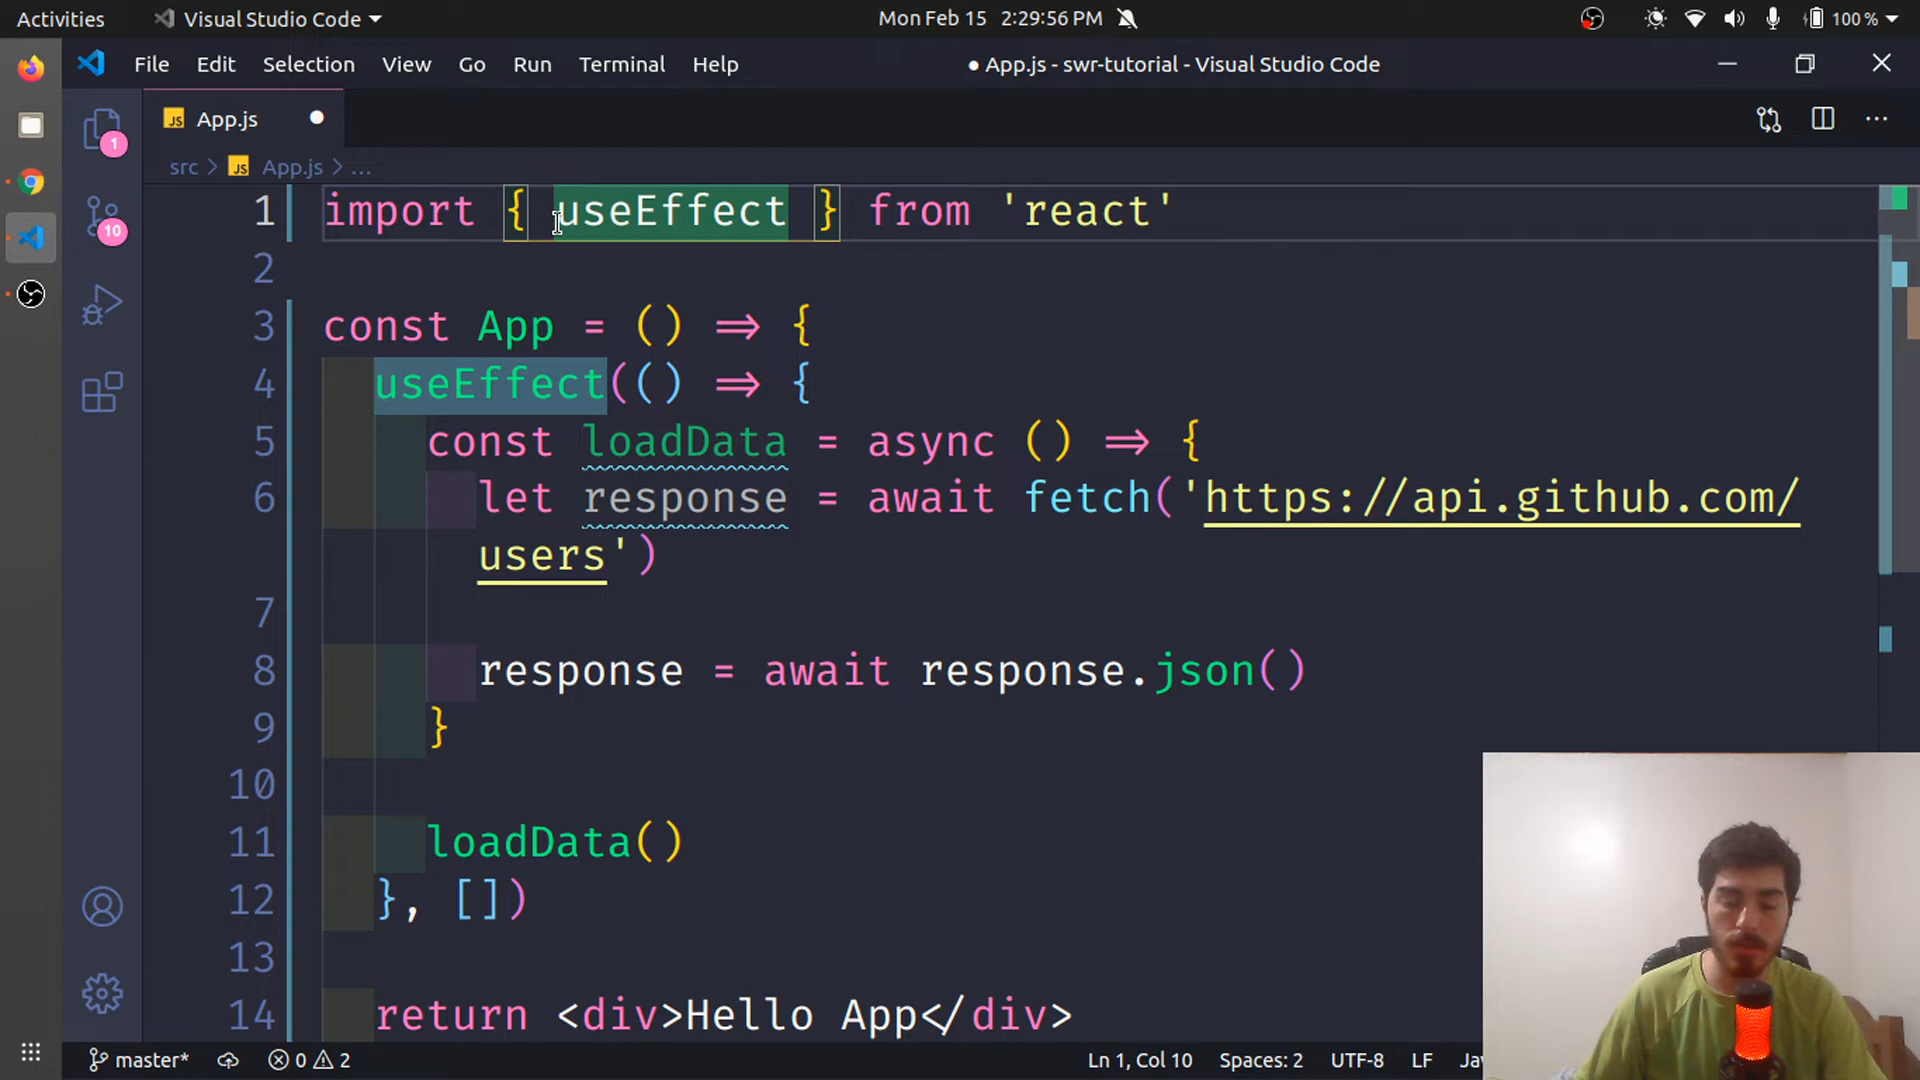 Activities Visual Studio Code Mon Feb 15 2:29:56 PM 100 %
File Edit Selection View Go Run Terminal Help ● App.js - swr-tutorial - Visual Studio Code
JS App.js
1
src > JS App.js > ...
1 import { useEffect } from 'react'
10
2
3 const App = () => {
4 useEffect(() => {
5 const loadData = async () => {
6 let response = await fetch('https://api.github.com/
users')
7
8 response = await response.json()
9 }
10
11 loadData()
12 }, [])
13
14 return <div>Hello App</div>
master* 0 2 Ln 1, Col 10 Spaces: 2 UTF-8 LF